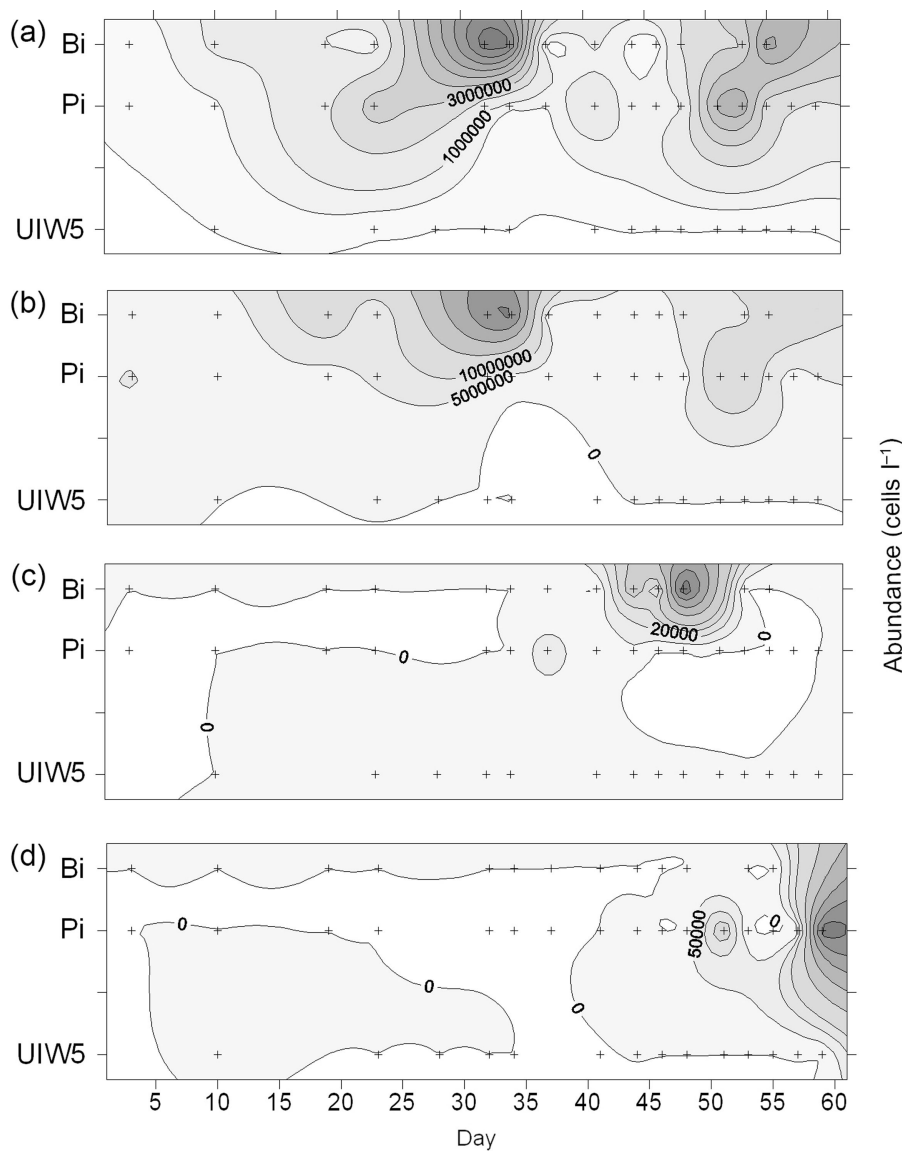 (a)
Bi
Pi
UIW5
3000000
1000000
(b)
Bi
Pi
UIW5
10000000
5000000
0
(c)
Bi
Pi
UIW5
20000
0
0
0
(d)
Bi
Pi
UIW5
0
0
0
50000
0
5 10 15 20 25 30 35 40 45 50 55 60
Day
Abundance (cells l⁻¹)